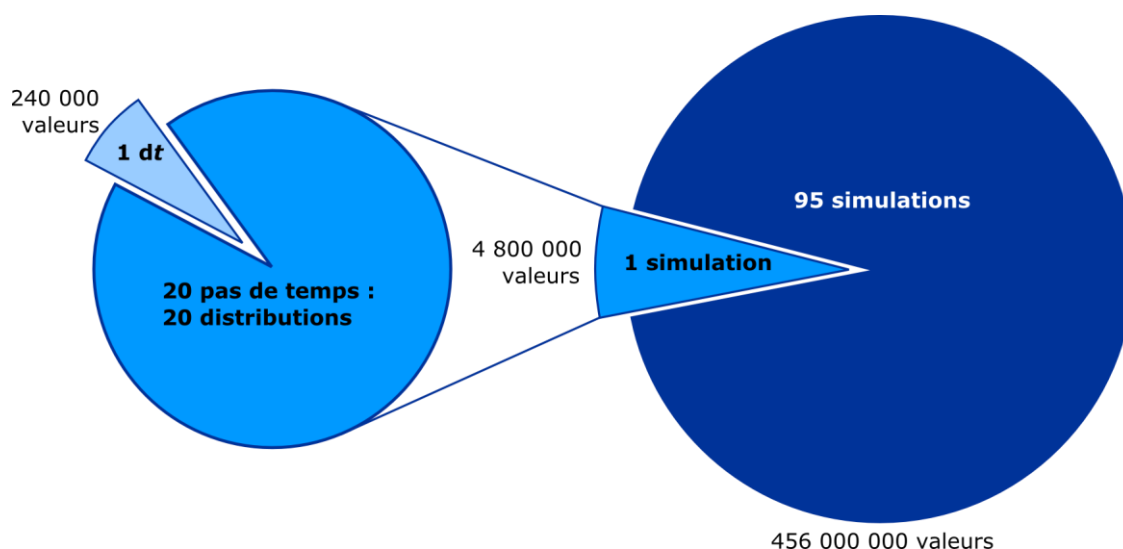 240 000
valeurs
1 dt
20 pas de temps :
20 distributions
4 800 000
valeurs
1 simulation
95 simulations
456 000 000 valeurs